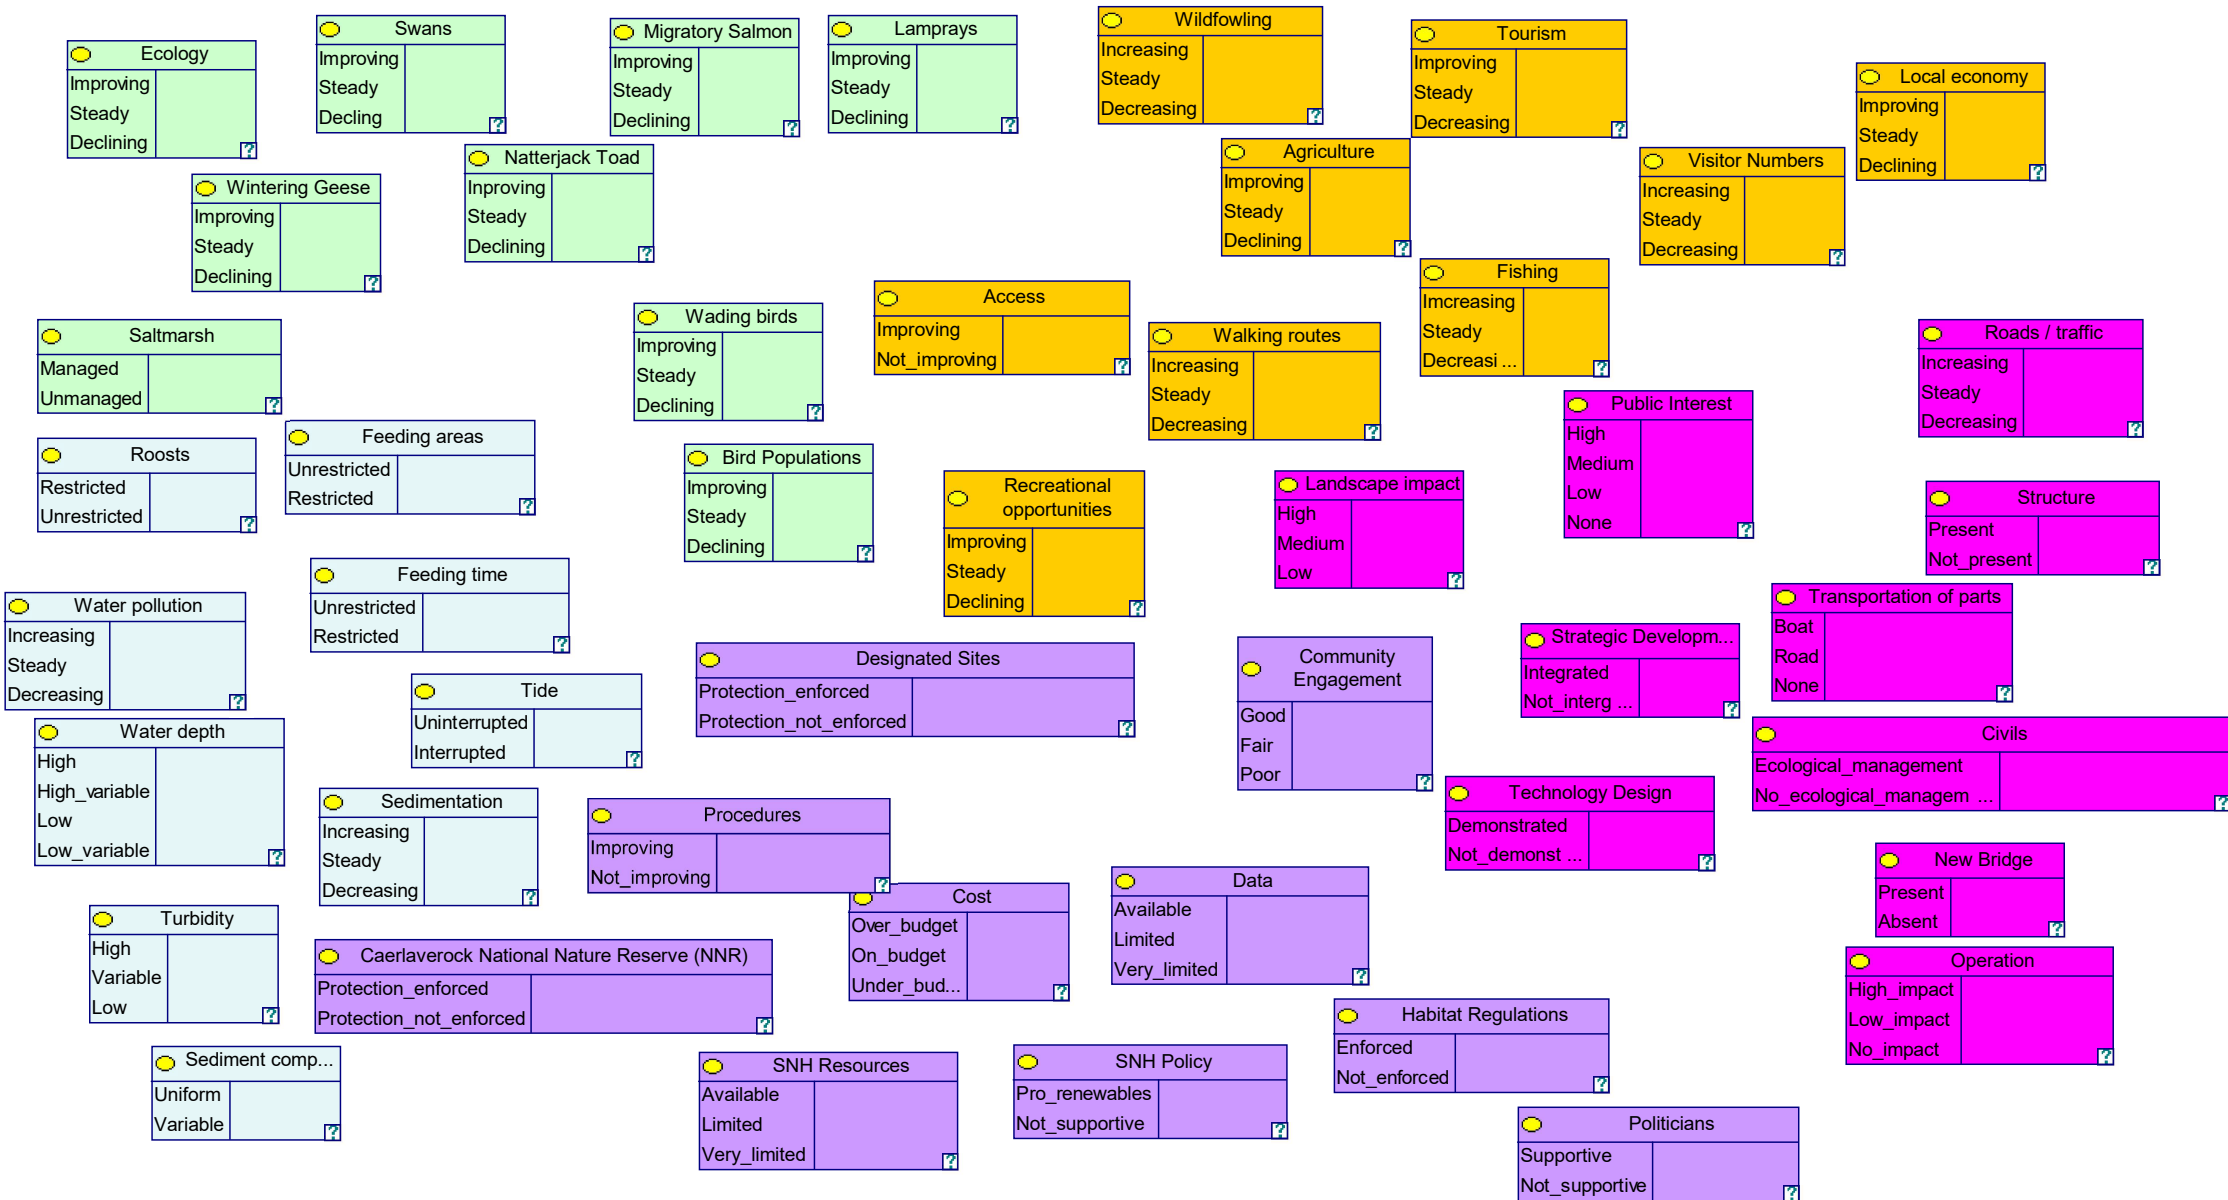 Ecology
Improving
Steady
Declining
?
Swans
Improving
Steady
Decling
?
Migratory Salmon
Improving
Steady
Declining
?
Lamprays
Improving
Steady
Declining
?
Wildfowling
Increasing
Steady
Decreasing
?
Tourism
Improving
Steady
Decreasing
?
Local economy
Improving
Steady
Declining
?
Wintering Geese
Improving
Steady
Declining
?
Natterjack Toad
Inproving
Steady
Declining
?
Agriculture
Improving
Steady
Declining
?
Visitor Numbers
Increasing
Steady
Decreasing
?
Saltmarsh
Managed
Unmanaged
?
Wading birds
Improving
Steady
Declining
?
Access
Improving
Not_improving
?
Walking routes
Increasing
Steady
Decreasing
?
Fishing
Imcreasing
Steady
Decreasi ...
?
Roads / traffic
Increasing
Steady
Decreasing
?
Roosts
Restricted
Unrestricted
?
Feeding areas
Unrestricted
Restricted
?
Bird Populations
Improving
Steady
Declining
?
Recreational
opportunities
Improving
Steady
Declining
?
Landscape impact
High
Medium
Low
?
Public Interest
High
Medium
Low
None
?
Structure
Present
Not_present
?
Water pollution
Increasing
Steady
Decreasing
?
Feeding time
Unrestricted
Restricted
?
Tide
Uninterrupted
Interrupted
?
Designated Sites
Protection_enforced
Protection_not_enforced
?
Community
Engagement
Good
Fair
Poor
?
Strategic Developm...
Integrated
Not_interg ...
?
Transportation of parts
Boat
Road
None
?
Water depth
High
High_variable
Low
Low_variable
?
Sedimentation
Increasing
Steady
Decreasing
?
Procedures
Improving
Not_improving
?
Technology Design
Demonstrated
Not_demonst ...
?
Civils
Ecological_management
No_ecological_managem ...
?
Turbidity
High
Variable
Low
?
Caerlaverock National Nature Reserve (NNR)
Protection_enforced
Protection_not_enforced
?
Cost
Over_budget
On_budget
Under_bud...
?
Data
Available
Limited
Very_limited
?
New Bridge
Present
Absent
?
Operation
High_impact
Low_impact
No_impact
?
Sediment comp...
Uniform
Variable
?
SNH Resources
Available
Limited
Very_limited
?
SNH Policy
Pro_renewables
Not_supportive
?
Habitat Regulations
Enforced
Not_enforced
?
Politicians
Supportive
Not_supportive
?